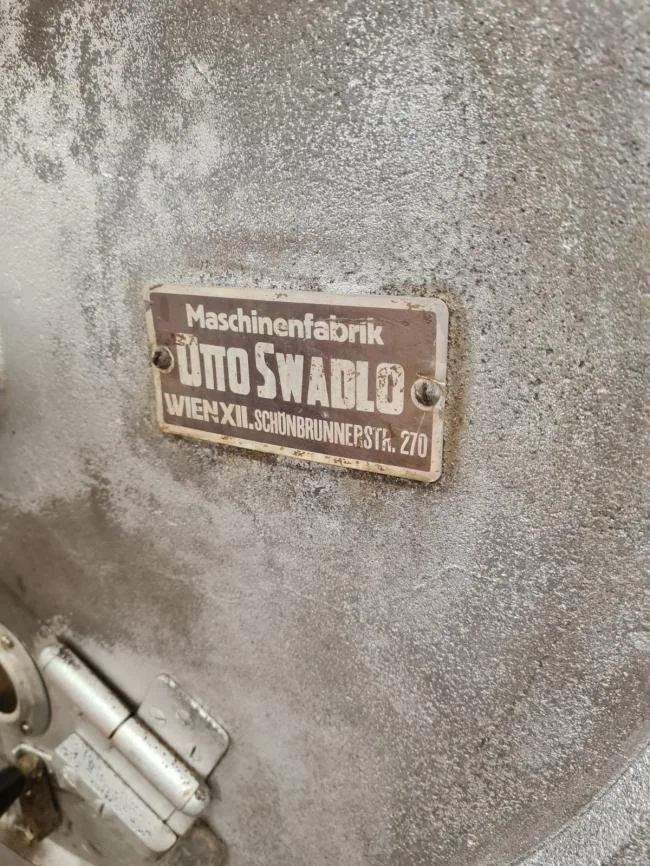 Maschinenfabrik
OTTO SWADLO
WIEN XII. SCHÖNBRUNNERSTR. 270